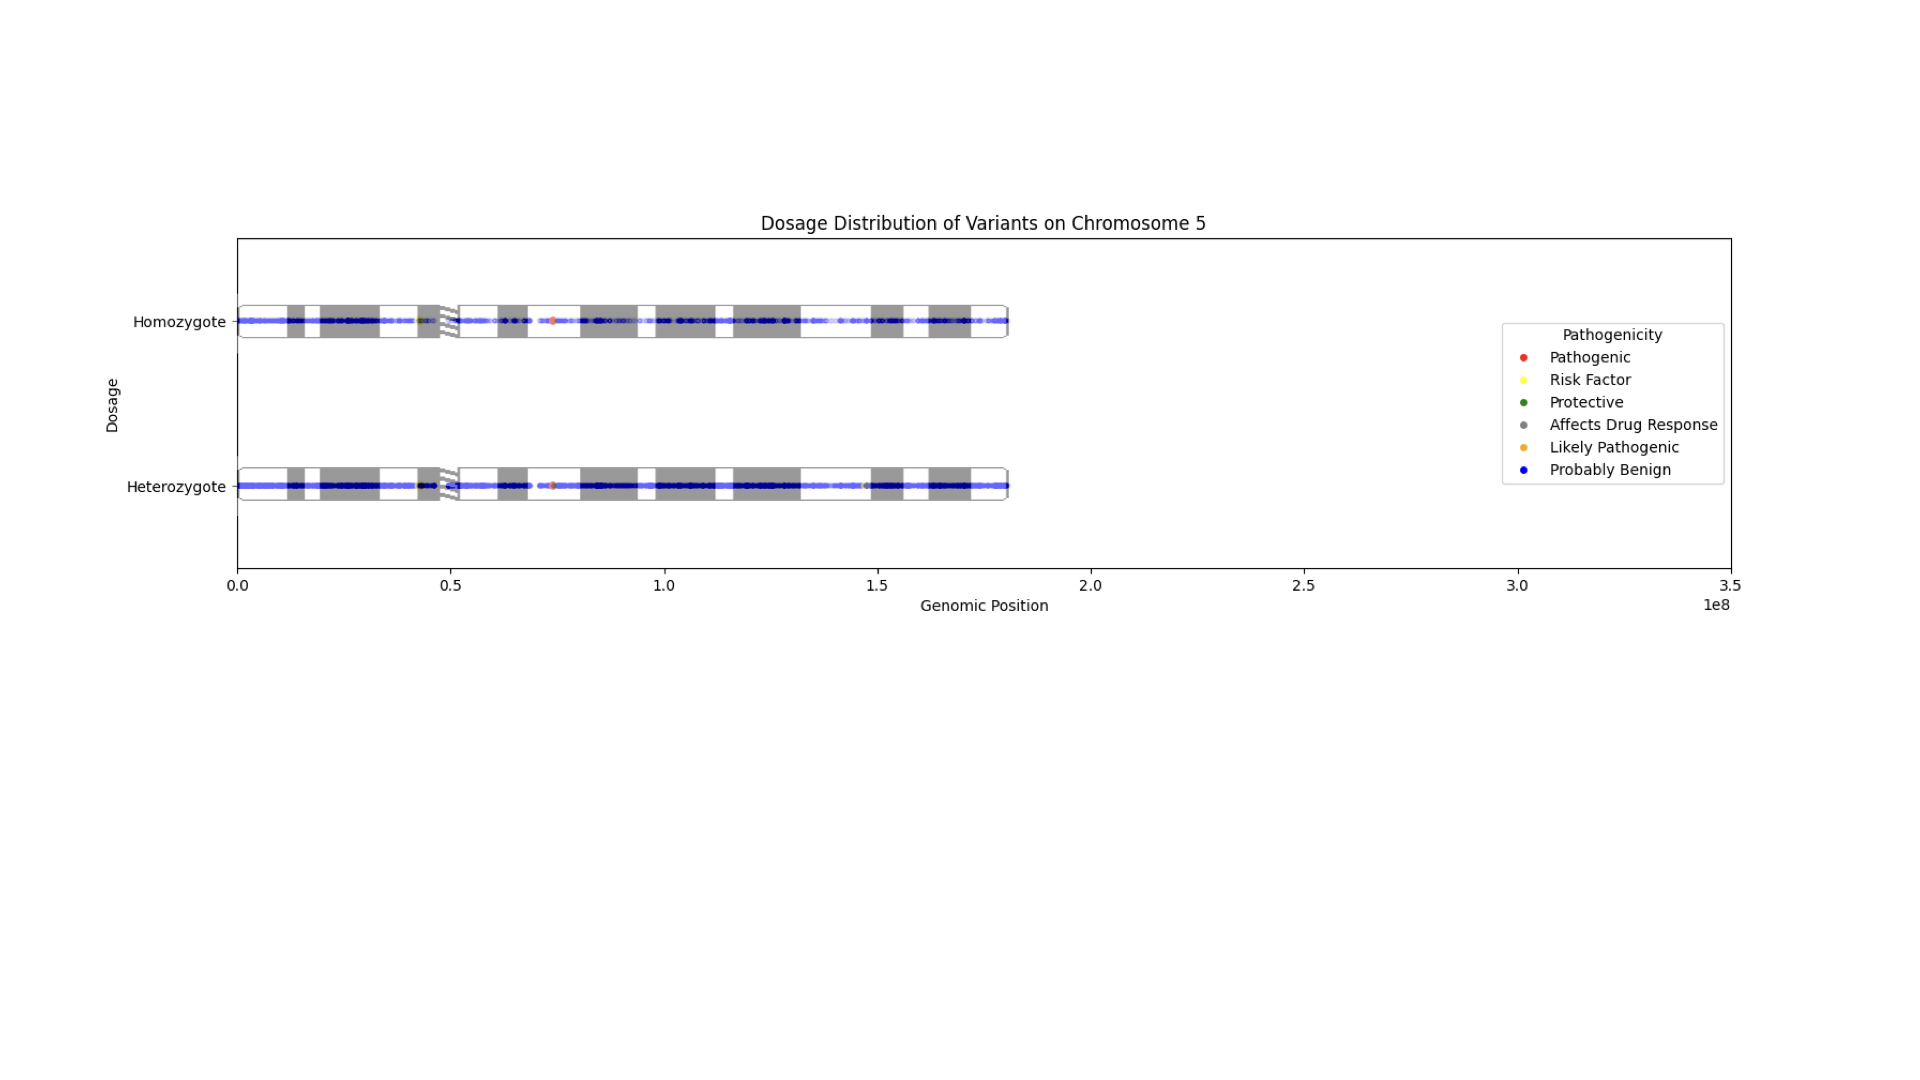 Dosage Distribution of Variants on Chromosome 5
Homozygote
Heterozygote
Dosage
Pathogenicity
Pathogenic
Risk Factor
Protective
Affects Drug Response
Likely Pathogenic
Probably Benign
0.0 0.5 1.0 1.5 2.0 2.5 3.0 3.5
Genomic Position
1e8